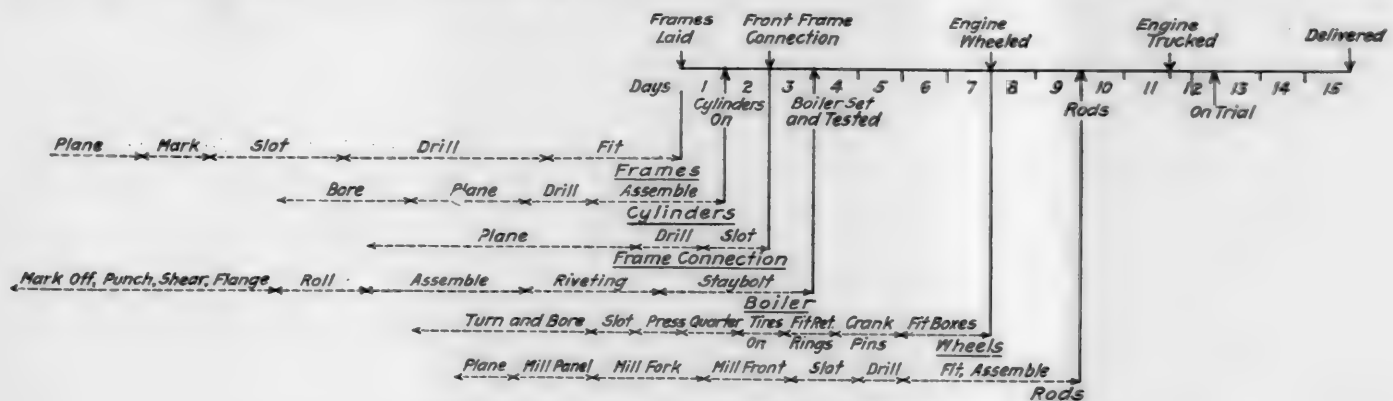 Frames Laid
Front Frame Connection
Engine Wheeled
Engine Trucked
Delivered
Days 1 2 3 4 5 6 7 8 9 10 11 12 13 14 15
Cylinders On
Boiler Set and Tested
Rods
On Trial
Plane Mark Slot Drill Fit
Frames
Bore Plane Drill Assemble
Cylinders
Plane Drill Slot
Frame Connection
Mark Off, Punch, Shear, Flange Roll Assemble Riveting Staybolt
Boiler
Turn and Bore Slot Press Quarter Tires On Fit Ret. Rings Crank Pins Fit Boxes
Wheels
Plane Mill Panel Mill Fork Mill Front Slot Drill Fit, Assemble
Rods